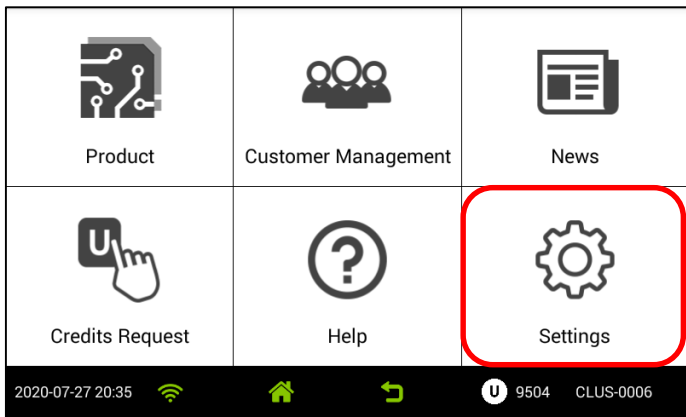 Product
Customer Management
News
U
Credits Request
?
Help
Settings
2020-07-27 20:35
U 9504 CLUS-0006